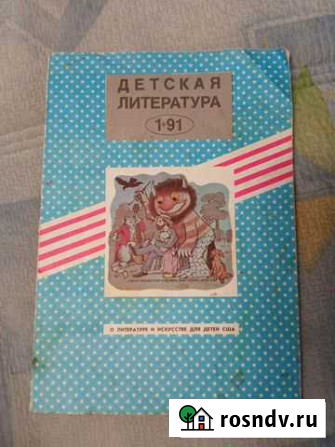 ДЕТСКАЯ
ЛИТЕРАТУРА
1•91
О ЛИТЕРАТУРЕ И ИСКУССТВЕ ДЛЯ ДЕТЕЙ США
rosndv.ru